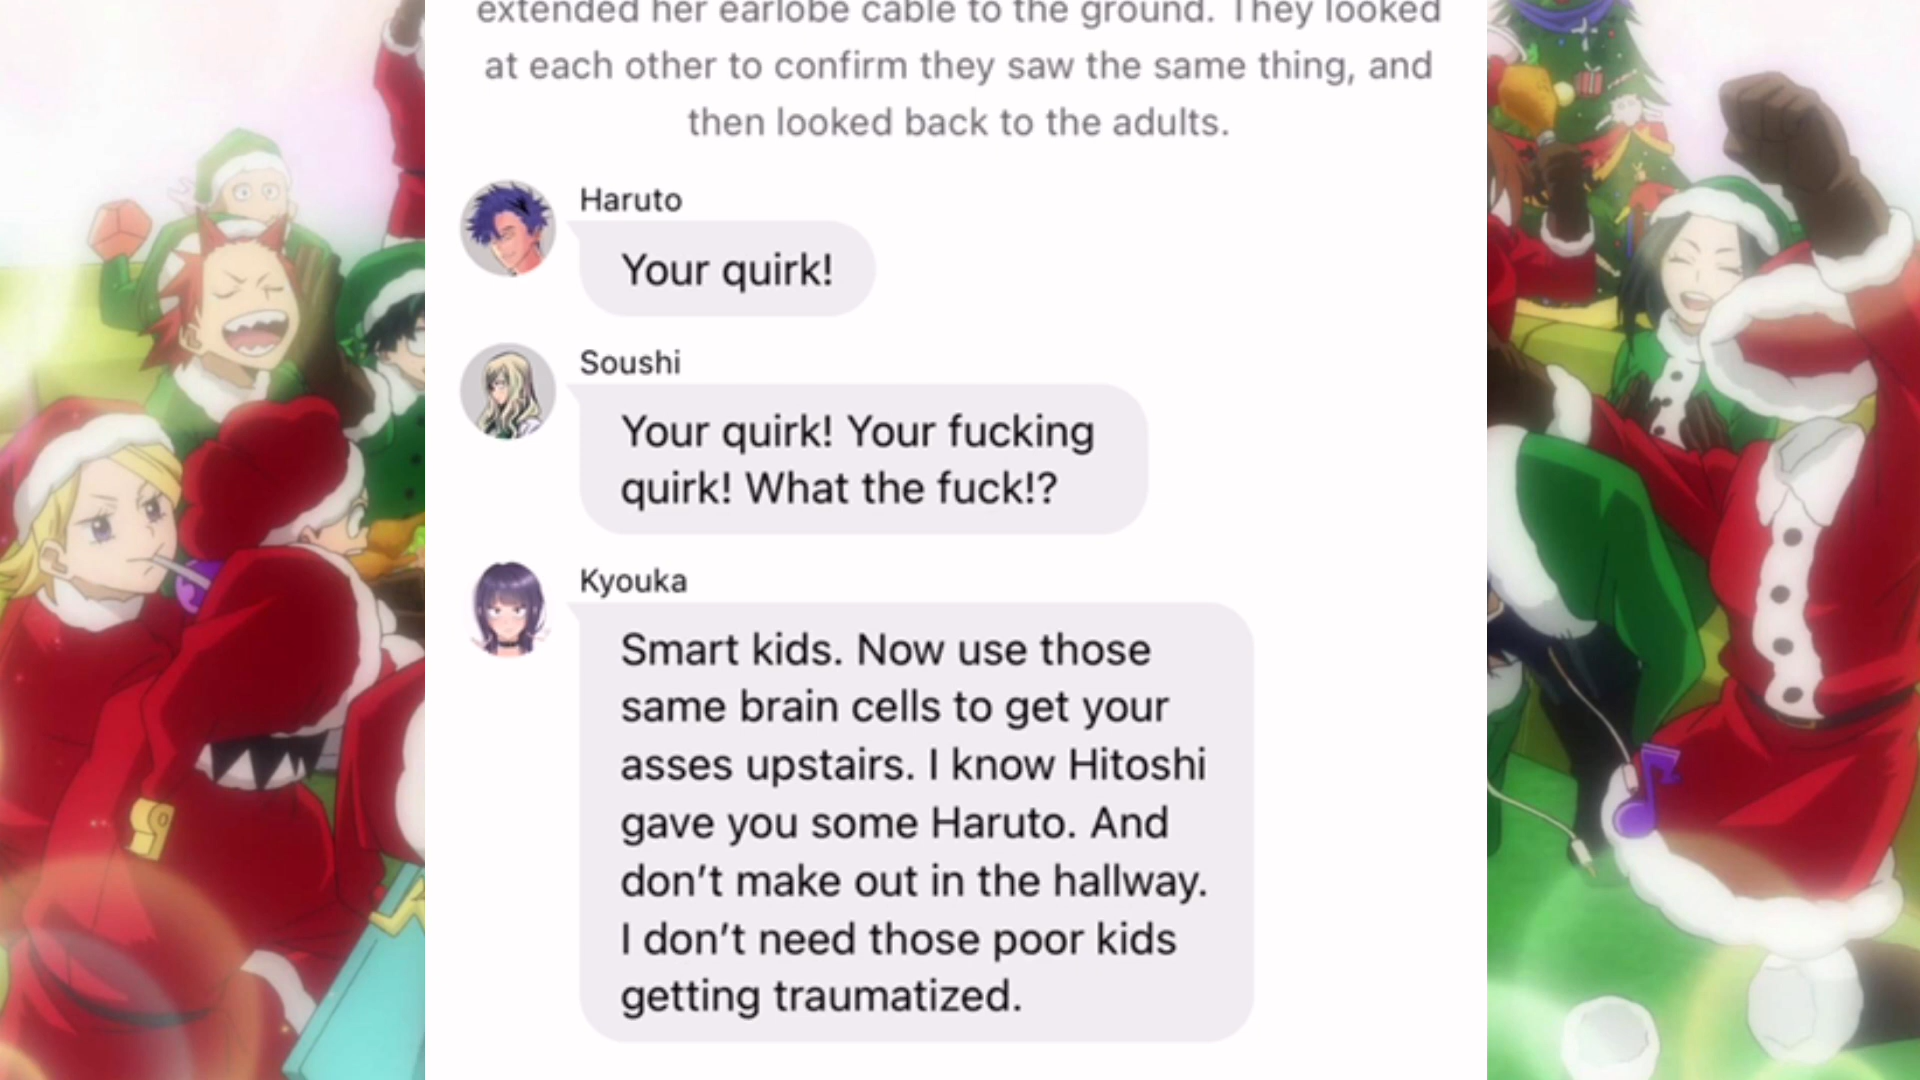 extended her earlobe cable to the ground. They looked
at each other to confirm they saw the same thing, and
then looked back to the adults.
Haruto
Your quirk!
Soushi
Your quirk! Your fucking
quirk! What the fuck!?
Kyouka
Smart kids. Now use those
same brain cells to get your
asses upstairs. I know Hitoshi
gave you some Haruto. And
don’t make out in the hallway.
I don’t need those poor kids
getting traumatized.